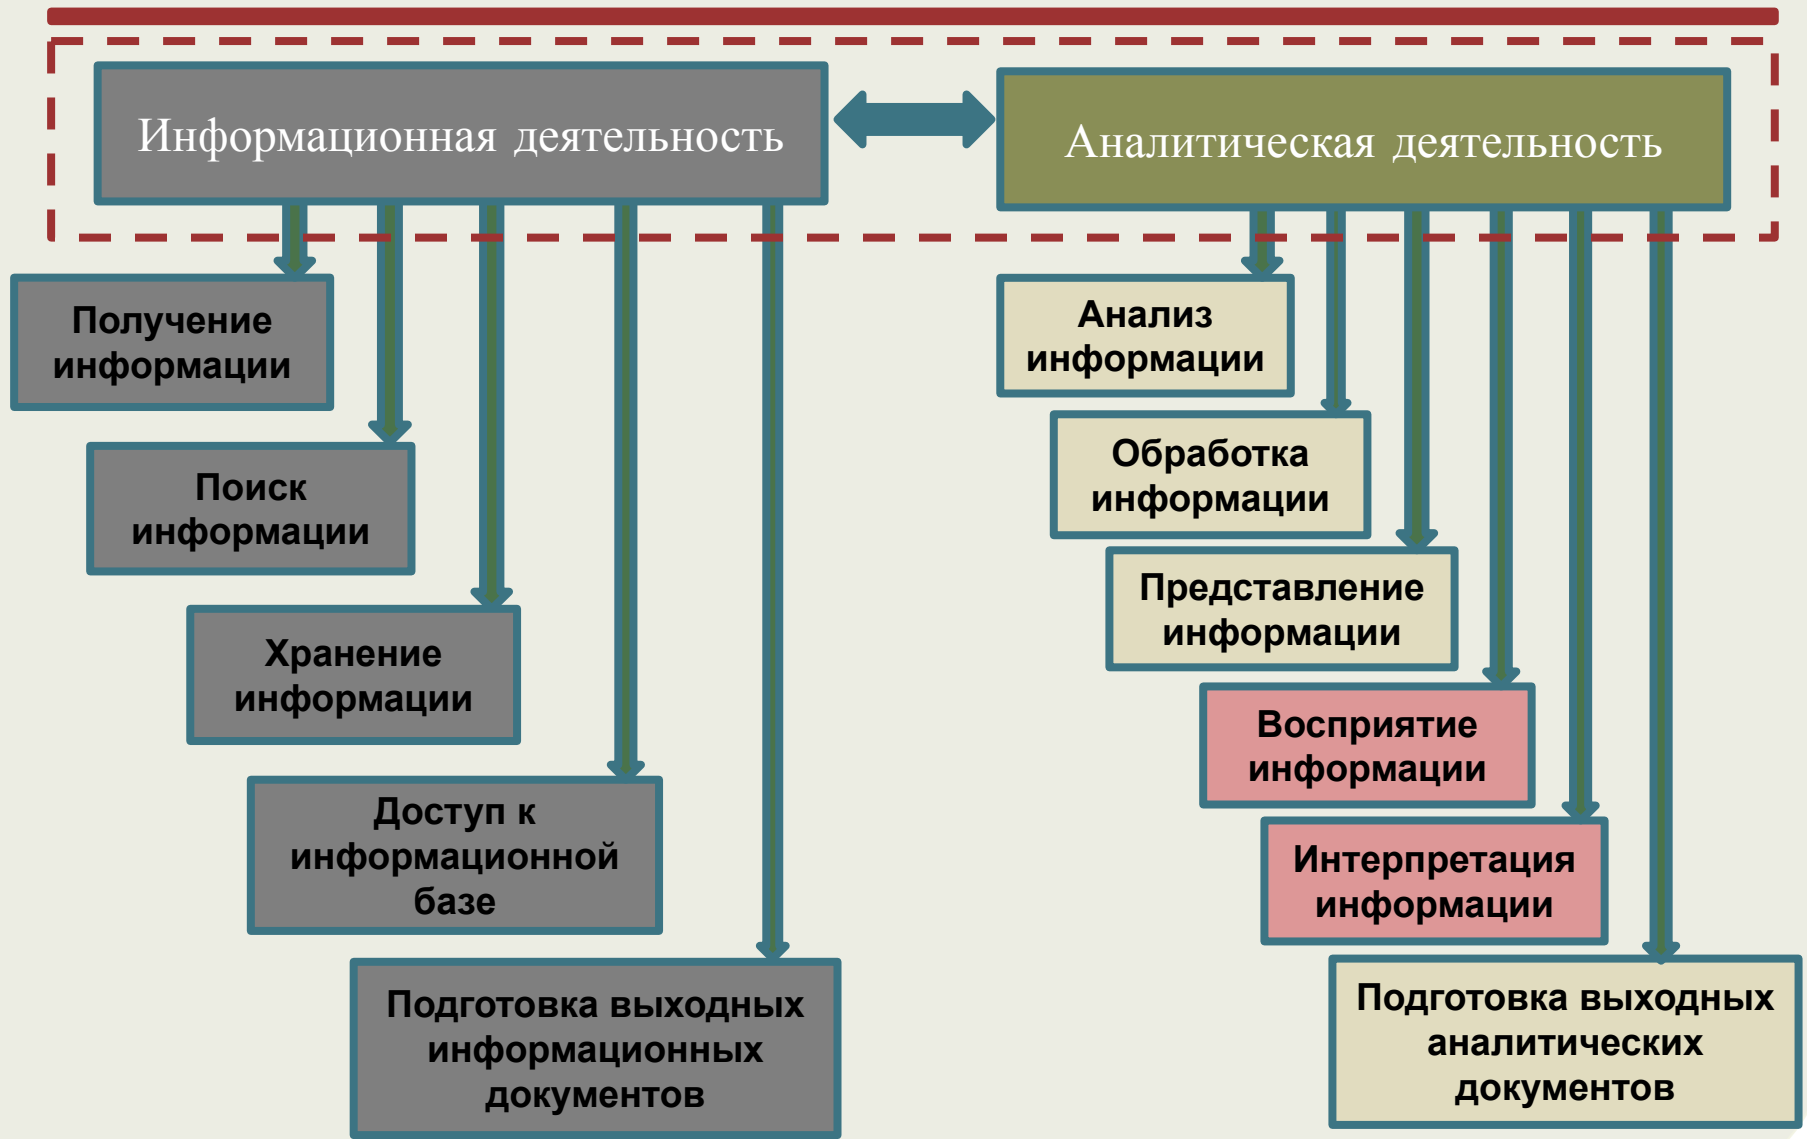 Информационная деятельность
Аналитическая деятельность
Получение
информации
Поиск
информации
Хранение
информации
Доступ к
информационной
базе
Подготовка выходных
информационных
документов
Анализ
информации
Обработка
информации
Представление
информации
Восприятие
информации
Интерпретация
информации
Подготовка выходных
аналитических
документов